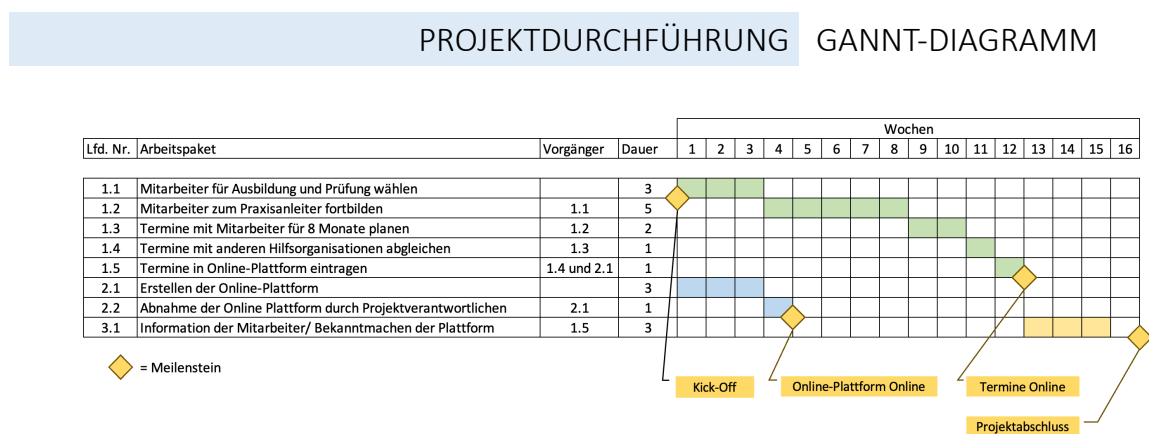 PROJEKTDURCHFÜHRUNG GANNT-DIAGRAMM
Wochen
Lfd. Nr. Arbeitspaket Vorgänger Dauer 1 2 3 4 5 6 7 8 9 10 11 12 13 14 15 16
1.1 Mitarbeiter für Ausbildung und Prüfung wählen 3
1.2 Mitarbeiter zum Praxisanleiter fortbilden 1.1 5
1.3 Termine mit Mitarbeiter für 8 Monate planen 1.2 2
1.4 Termine mit anderen Hilfsorganisationen abgleichen 1.3 1
1.5 Termine in Online-Plattform eintragen 1.4 und 2.1 1
2.1 Erstellen der Online-Plattform 3
2.2 Abnahme der Online Plattform durch Projektverantwortlichen 2.1 1
3.1 Information der Mitarbeiter/ Bekanntmachen der Plattform 1.5 3
= Meilenstein
Kick-Off Online-Plattform Online Termine Online
Projektabschluss